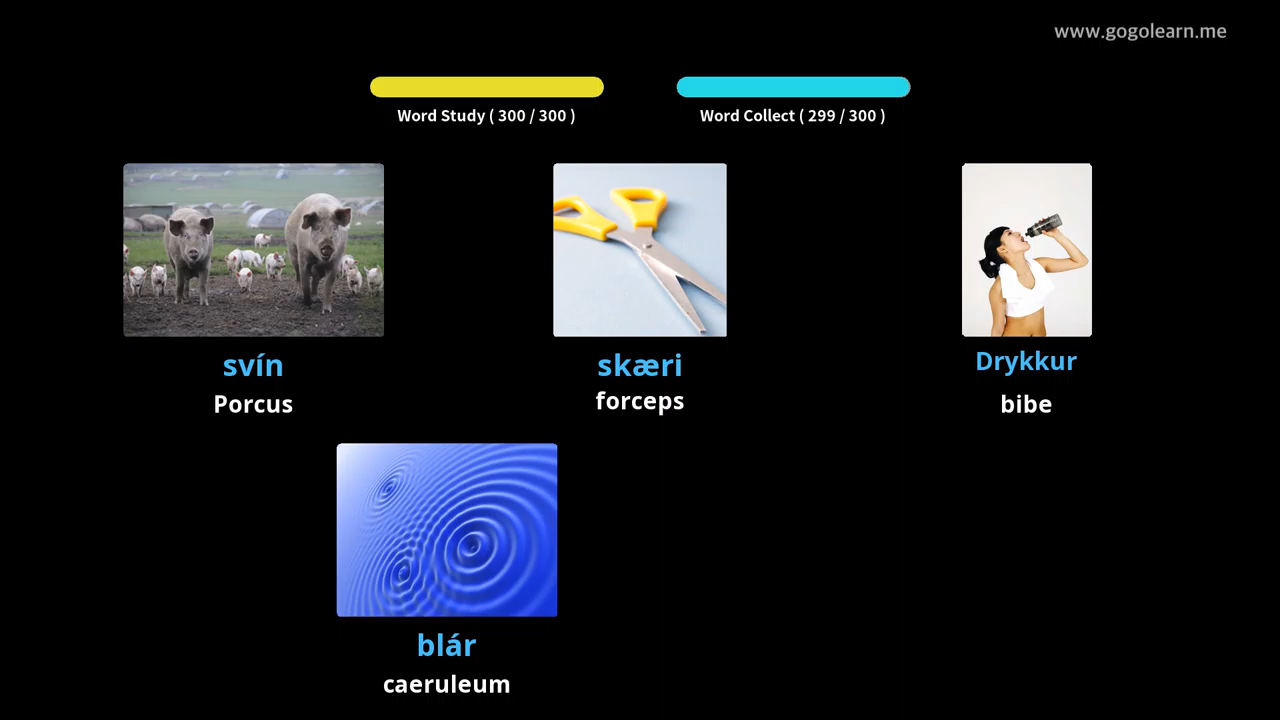 www.gogolearn.me
Word Study ( 300 / 300 )
Word Collect ( 299 / 300 )
svín
Porcus
skæri
forceps
Drykkur
bibe
blár
caeruleum